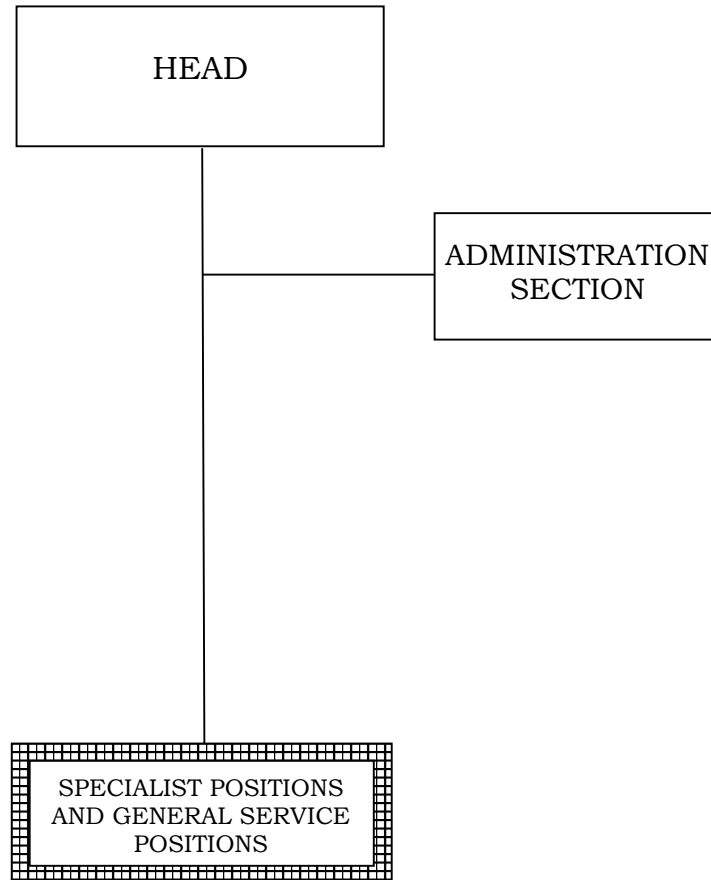 HEAD
ADMINISTRATION
SECTION
SPECIALIST POSITIONS
AND GENERAL SERVICE
POSITIONS